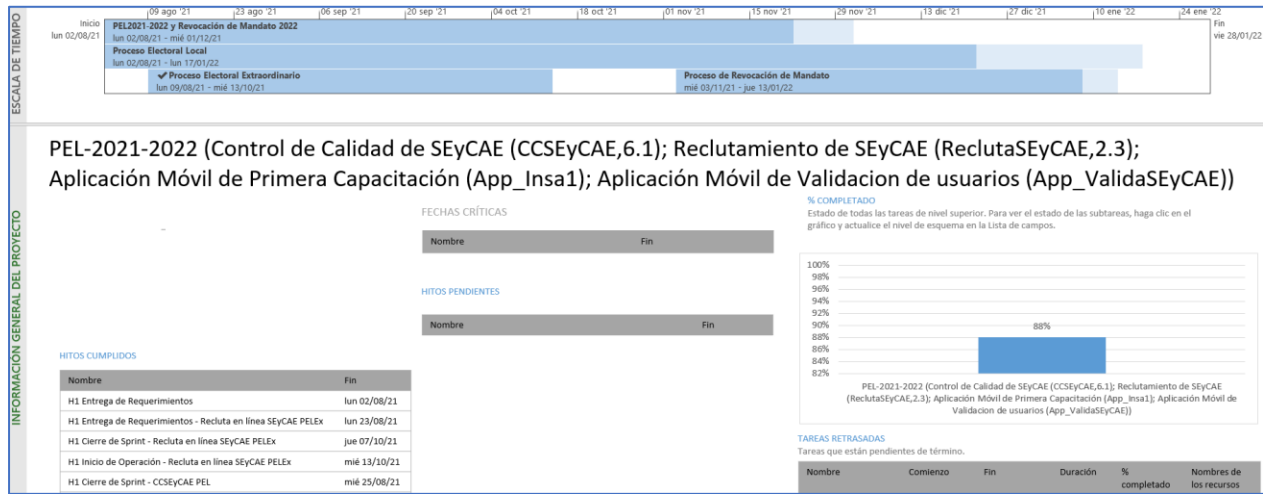 ESCALA DE TIEMPO
09 ago '21 23 ago '21 06 sep '21 20 sep '21 04 oct '21 18 oct '21 01 nov '21 15 nov '21 29 nov '21 13 dic '21 27 dic '21 10 ene '22 24 ene '22
Inicio
lun 02/08/21
PEL2021-2022 y Revocación de Mandato 2022
lun 02/08/21 - mié 01/12/21
Proceso Electoral Local
lun 02/08/21 - lun 17/01/22
✔ Proceso Electoral Extraordinario
lun 09/08/21 - mié 13/10/21
Proceso de Revocación de Mandato
mié 03/11/21 - jue 13/01/22
Fin
vie 28/01/22
INFORMACIÓN GENERAL DEL PROYECTO
PEL-2021-2022 (Control de Calidad de SEyCAE (CCSEyCAE,6.1); Reclutamiento de SEyCAE (ReclutaSEyCAE,2.3);
Aplicación Móvil de Primera Capacitación (App_Insa1); Aplicación Móvil de Validacion de usuarios (App_ValidaSEyCAE))
FECHAS CRÍTICAS
Nombre Fin
HITOS PENDIENTES
Nombre Fin
HITOS CUMPLIDOS
Nombre Fin
H1 Entrega de Requerimientos lun 02/08/21
H1 Entrega de Requerimientos - Recluta en línea SEyCAE PELEx lun 23/08/21
H1 Cierre de Sprint - Recluta en línea SEyCAE PELEx jue 07/10/21
H1 Inicio de Operación - Recluta en línea SEyCAE PELEx mié 13/10/21
H1 Cierre de Sprint - CCSEyCAE PEL mié 25/08/21
% COMPLETADO
Estado de todas las tareas de nivel superior. Para ver el estado de las subtareas, haga clic en el
gráfico y actualice el nivel de esquema en la Lista de campos.
100%
98%
96%
94%
92%
90%
88%
86%
84%
82%
88%
PEL-2021-2022 (Control de Calidad de SEyCAE (CCSEyCAE,6.1); Reclutamiento de SEyCAE
(ReclutaSEyCAE,2.3); Aplicación Móvil de Primera Capacitación (App_Insa1); Aplicación Móvil de
Validacion de usuarios (App_ValidaSEyCAE))
TAREAS RETRASADAS
Tareas que están pendientes de término.
Nombre Comienzo Fin Duración % Nombres de
completado los recursos